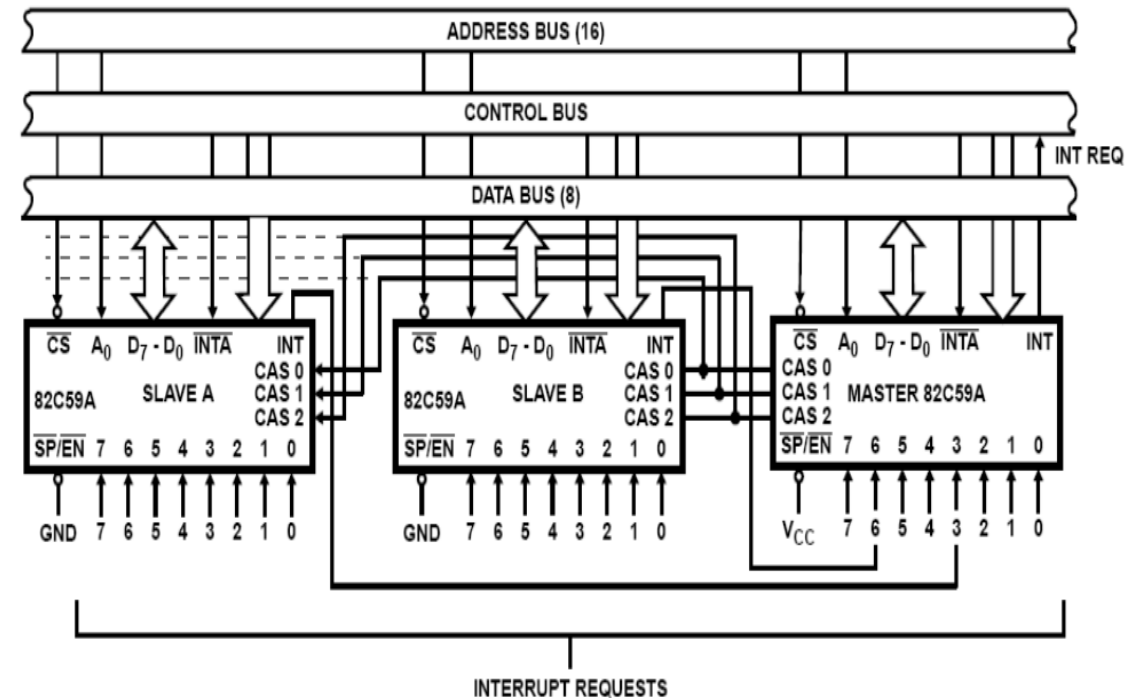 ADDRESS BUS (16)
CONTROL BUS
INT REQ
DATA BUS (8)
CS A0 D7 - D0 INTA INT
CAS 0
82C59A SLAVE A CAS 1
CAS 2
SP/EN 7 6 5 4 3 2 1 0
GND 7 6 5 4 3 2 1 0
CS A0 D7 - D0 INTA INT
CAS 0
82C59A SLAVE B CAS 1
CAS 2
SP/EN 7 6 5 4 3 2 1 0
GND 7 6 5 4 3 2 1 0
CS A0 D7 - D0 INTA INT
CAS 0
CAS 1 MASTER 82C59A
CAS 2
SP/EN 7 6 5 4 3 2 1 0
VCC 7 6 5 4 3 2 1 0
INTERRUPT REQUESTS